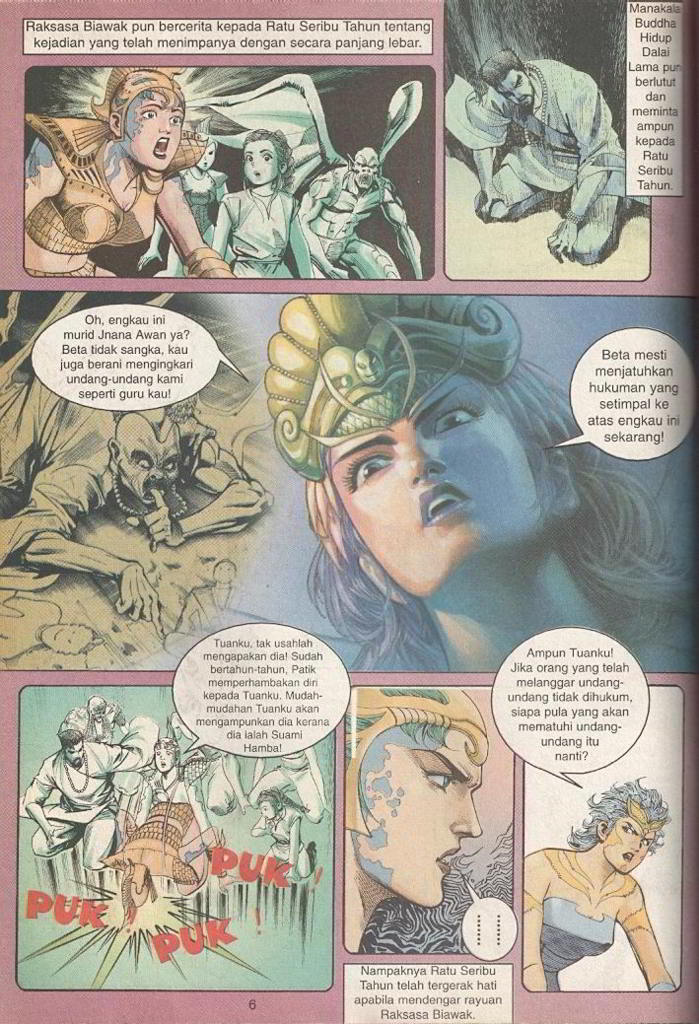 Raksasa Biawak pun bercerita kepada Ratu Seribu Tahun tentang
kejadian yang telah menimpanya dengan secara panjang lebar.
Manakala
Buddha
Hidup
Dalai
Lama pun
berlutut
dan
meminta
ampun
kepada
Ratu
Seribu
Tahun.
Oh, engkau ini
murid Jnana Awan ya?
Beta tidak sangka, kau
juga berani mengingkari
undang-undang kami
seperti guru kau!
Beta mesti
menjatuhkan
hukuman yang
setimpal ke
atas engkau ini
sekarang!
Tuanku, tak usahlah
mengapakan dia! Sudah
bertahun-tahun, Patik
memperhambakan diri
kepada Tuanku. Mudah-
mudahan Tuanku akan
mengampunkan dia kerana
dia ialah Suami
Hamba!
PUK !
PUK !
PUK !
Ampun Tuanku!
Jika orang yang telah
melanggar undang-
undang tidak dihukum,
siapa pula yang akan
mematuhi undang-
undang itu
nanti?
Nampaknya Ratu Seribu
Tahun telah tergerak hati
apabila mendengar rayuan
Raksasa Biawak.
6